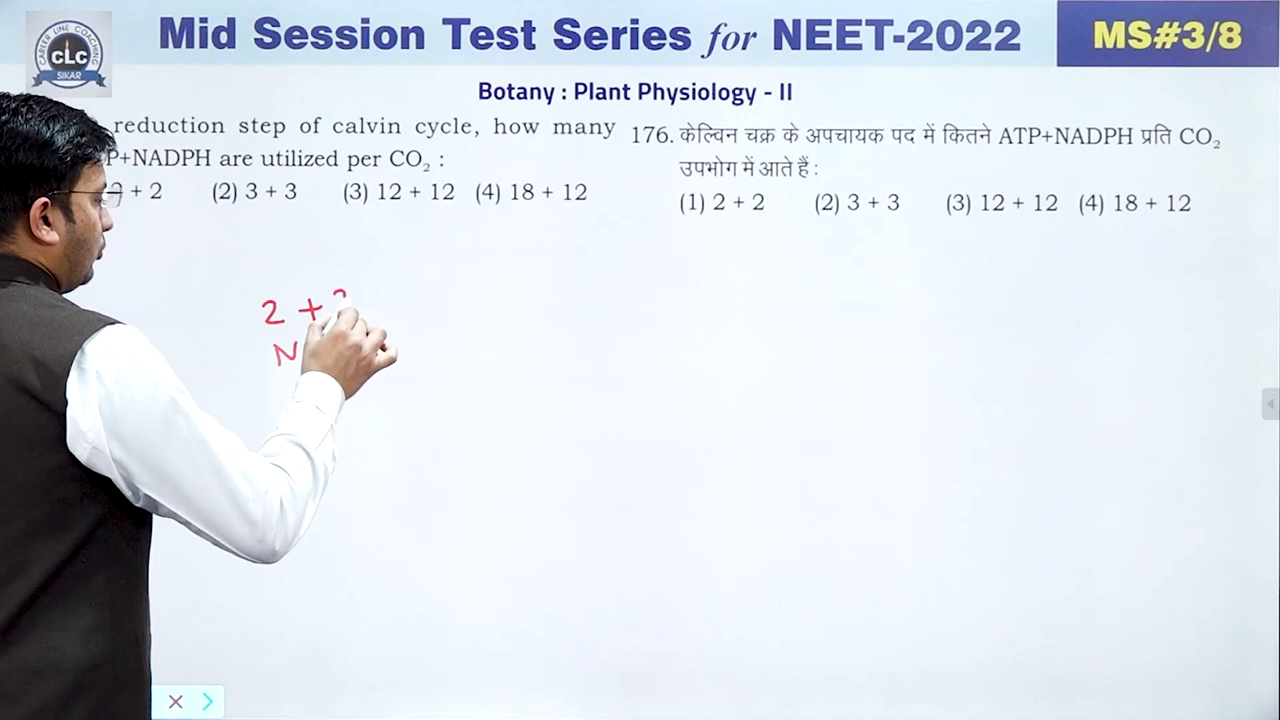 CAREER LINE COACHING
CLC
SIKAR
Mid Session Test Series for NEET-2022
MS#3/8
Botany : Plant Physiology - II
reduction step of calvin cycle, how many
P+NADPH are utilized per CO₂ :
+ 2 (2) 3 + 3 (3) 12 + 12 (4) 18 + 12
176. केल्विन चक्र के अपचायक पद में कितने ATP+NADPH प्रति CO₂
उपभोग में आते हैं :
(1) 2 + 2 (2) 3 + 3 (3) 12 + 12 (4) 18 + 12
2 +
N